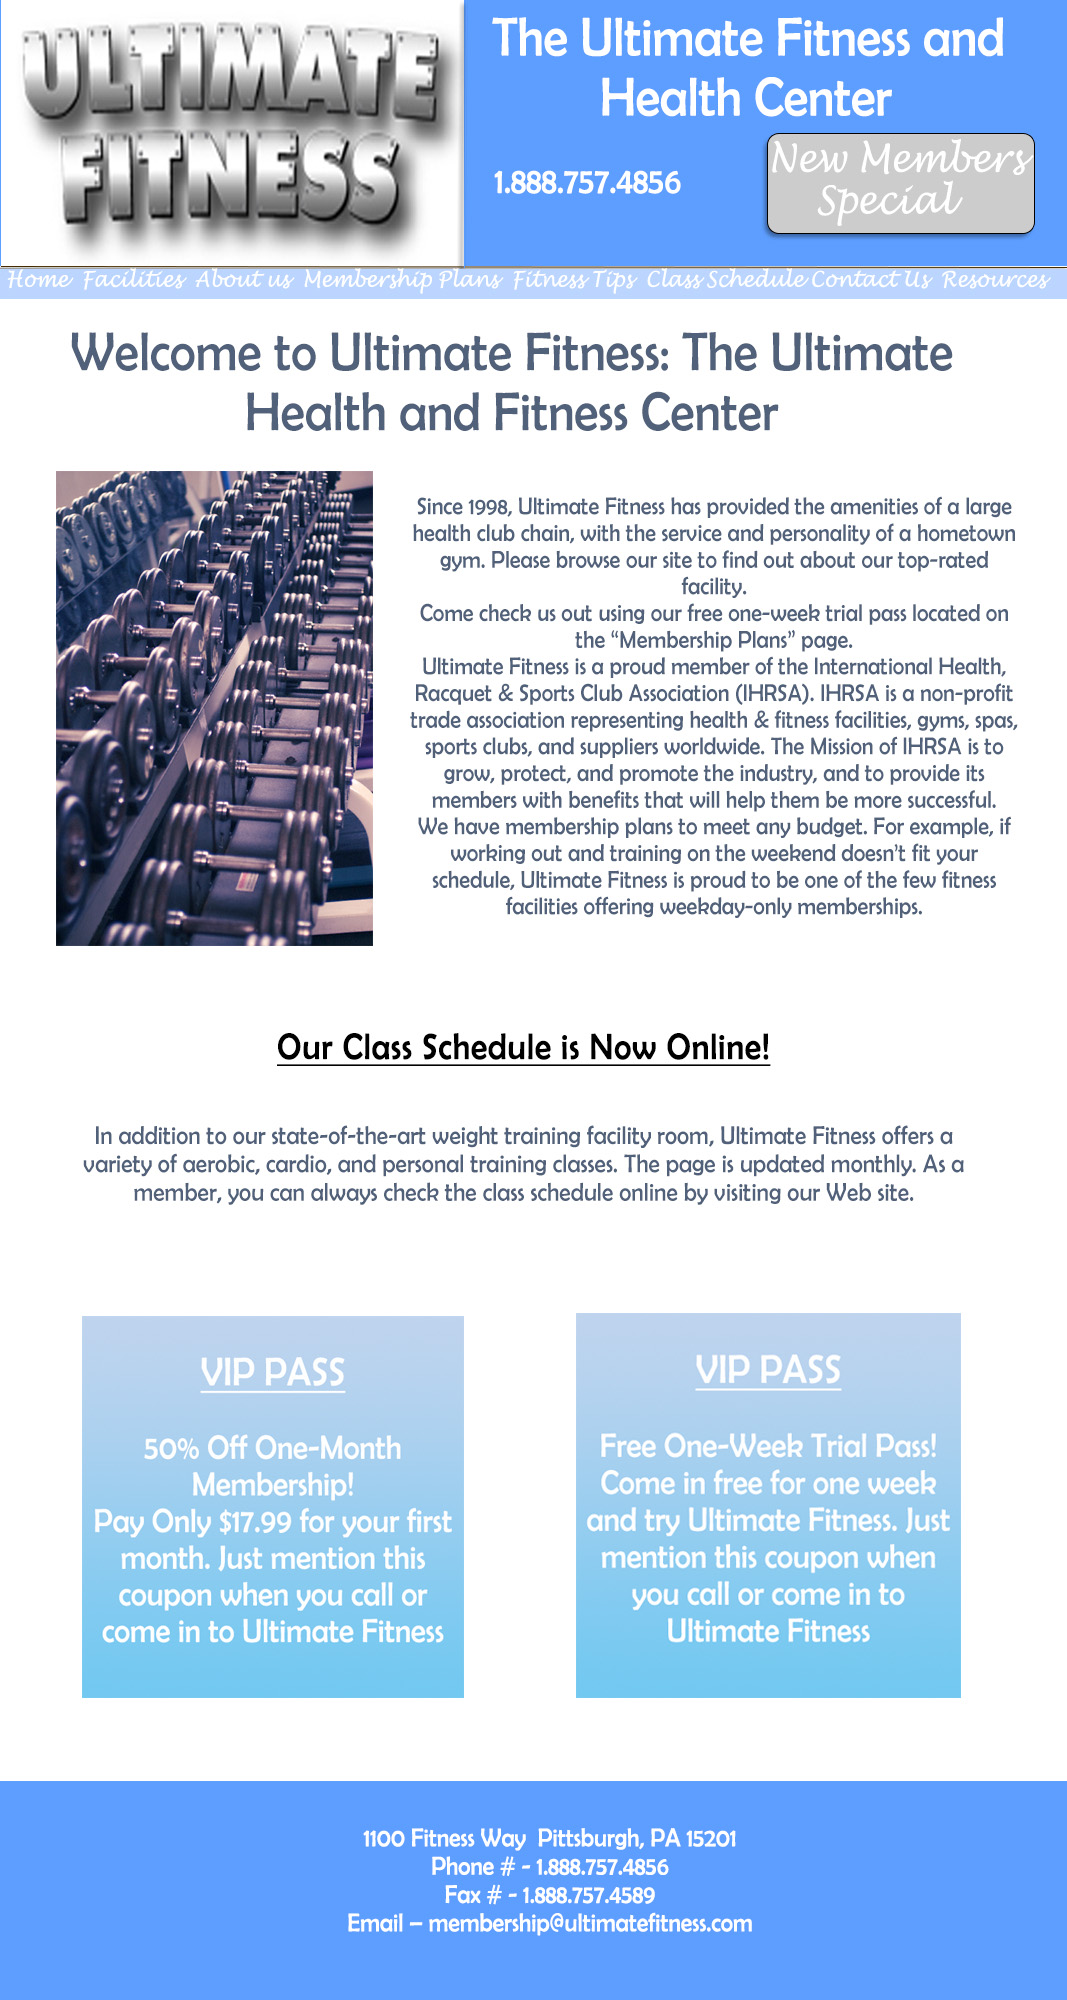 ULTIMATE
FITNESS
The Ultimate Fitness and
Health Center
1.888.757.4856
New Members
Special
Home Facilities About us Membership Plans Fitness Tips Class Schedule Contact Us Resources
Welcome to Ultimate Fitness: The Ultimate
Health and Fitness Center
Since 1998, Ultimate Fitness has provided the amenities of a large
health club chain, with the service and personality of a hometown
gym. Please browse our site to find out about our top-rated
facility.
Come check us out using our free one-week trial pass located on
the “Membership Plans” page.
Ultimate Fitness is a proud member of the International Health,
Racquet & Sports Club Association (IHRSA). IHRSA is a non-profit
trade association representing health & fitness facilities, gyms, spas,
sports clubs, and suppliers worldwide. The Mission of IHRSA is to
grow, protect, and promote the industry, and to provide its
members with benefits that will help them be more successful.
We have membership plans to meet any budget. For example, if
working out and training on the weekend doesn’t fit your
schedule, Ultimate Fitness is proud to be one of the few fitness
facilities offering weekday-only memberships.
Our Class Schedule is Now Online!
In addition to our state-of-the-art weight training facility room, Ultimate Fitness offers a
variety of aerobic, cardio, and personal training classes. The page is updated monthly. As a
member, you can always check the class schedule online by visiting our Web site.
VIP PASS
50% Off One-Month
Membership!
Pay Only $17.99 for your first
month. Just mention this
coupon when you call or
come in to Ultimate Fitness
VIP PASS
Free One-Week Trial Pass!
Come in free for one week
and try Ultimate Fitness. Just
mention this coupon when
you call or come in to
Ultimate Fitness
1100 Fitness Way  Pittsburgh, PA 15201
Phone # - 1.888.757.4856
Fax # - 1.888.757.4589
Email – membership@ultimatefitness.com